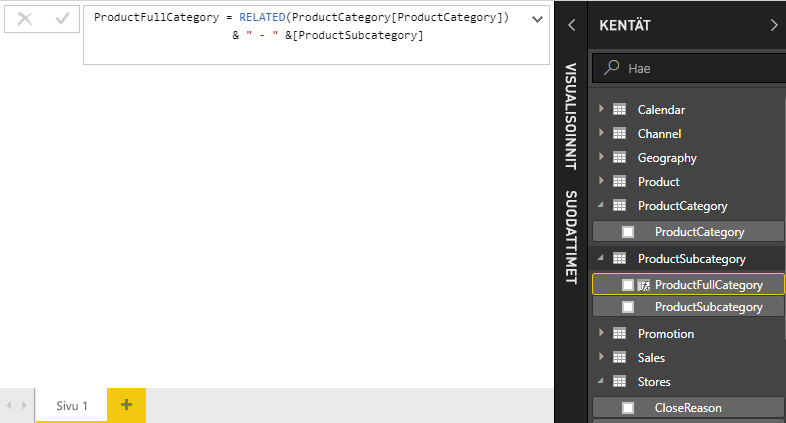 ProductFullCategory = RELATED(ProductCategory[ProductCategory])
& " - " &[ProductSubcategory]
VISUALISOINNIT
SUODATTIMET
KENTÄT
Hae
Calendar
Channel
Geography
Product
ProductCategory
ProductCategory
ProductSubcategory
ProductFullCategory
ProductSubcategory
Promotion
Sales
Stores
CloseReason
Sivu 1